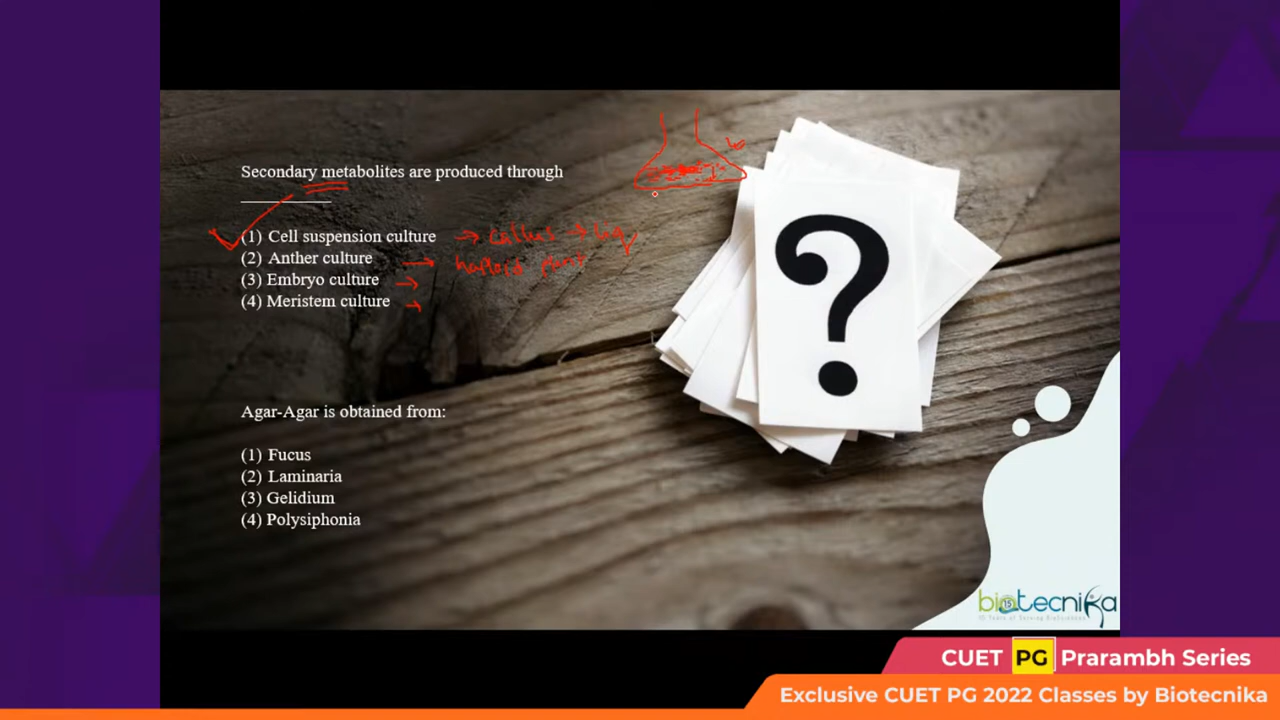 Secondary metabolites are produced through
(1) Cell suspension culture → callus → liq
(2) Anther culture → haploid plant
(3) Embryo culture →
(4) Meristem culture →
?
Agar-Agar is obtained from:
(1) Fucus
(2) Laminaria
(3) Gelidium
(4) Polysiphonia
biotecnika
CUET PG Prarambh Series
Exclusive CUET PG 2022 Classes by Biotecnika